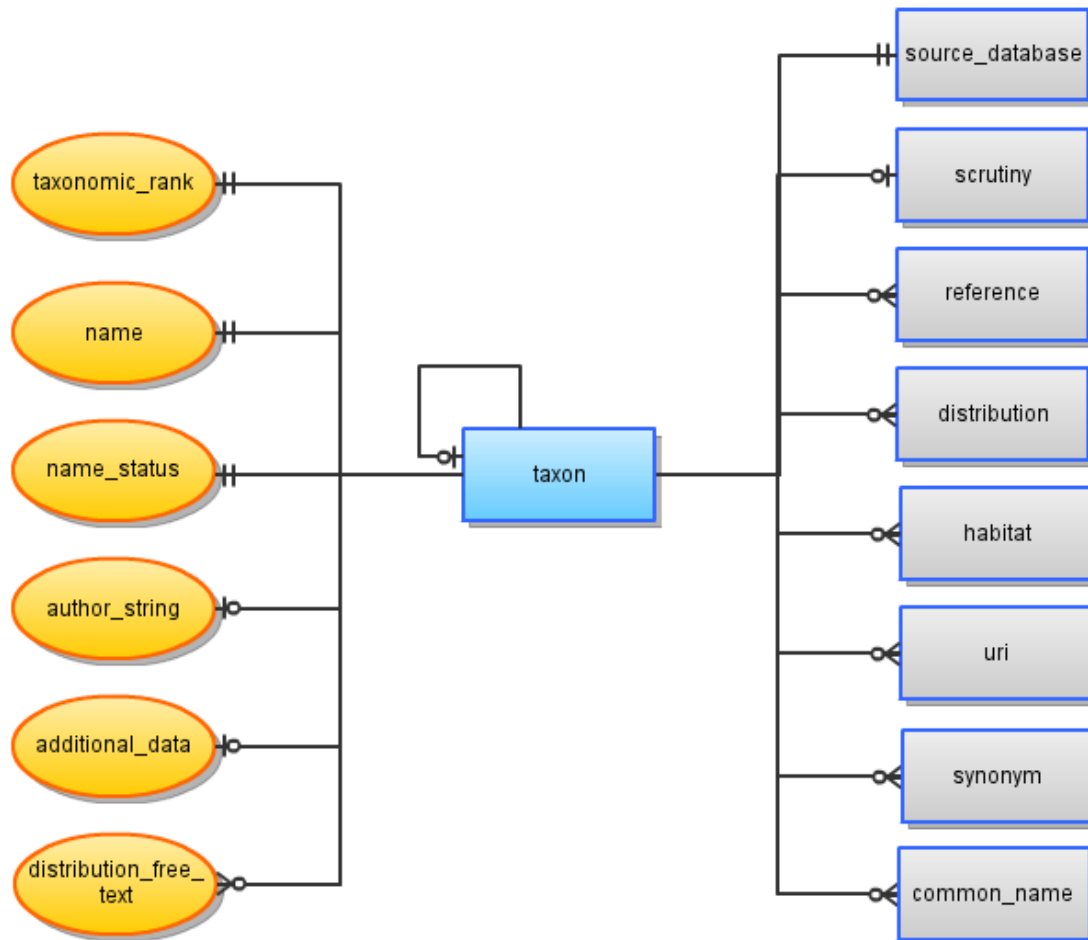 taxonomic_rank
name
name_status
author_string
additional_data
distribution_free_
text
taxon
source_database
scrutiny
reference
distribution
habitat
uri
synonym
common_name